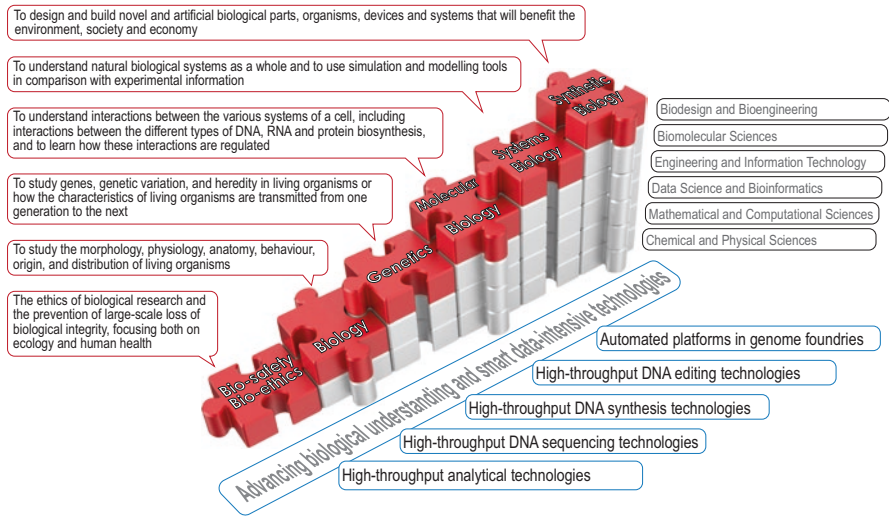 To design and build novel and artificial biological parts, organisms, devices and systems that will benefit the
environment, society and economy
To understand natural biological systems as a whole and to use simulation and modelling tools
in comparison with experimental information
To understand interactions between the various systems of a cell, including
interactions between the different types of DNA, RNA and protein biosynthesis,
and to learn how these interactions are regulated
To study genes, genetic variation, and heredity in living organisms or
how the characteristics of living organisms are transmitted from one
generation to the next
To study the morphology, physiology, anatomy, behaviour,
origin, and distribution of living organisms
The ethics of biological research and
the prevention of large-scale loss of
biological integrity, focusing both on
ecology and human health
Synthetic
Biology
Systems
Biology
Molecular
Biology
Genetics
Biology
Bio-safety
Bio-ethics
Biodesign and Bioengineering
Biomolecular Sciences
Engineering and Information Technology
Data Science and Bioinformatics
Mathematical and Computational Sciences
Chemical and Physical Sciences
Advancing biological understanding and smart data-intensive technologies
Automated platforms in genome foundries
High-throughput DNA editing technologies
High-throughput DNA synthesis technologies
High-throughput DNA sequencing technologies
High-throughput analytical technologies